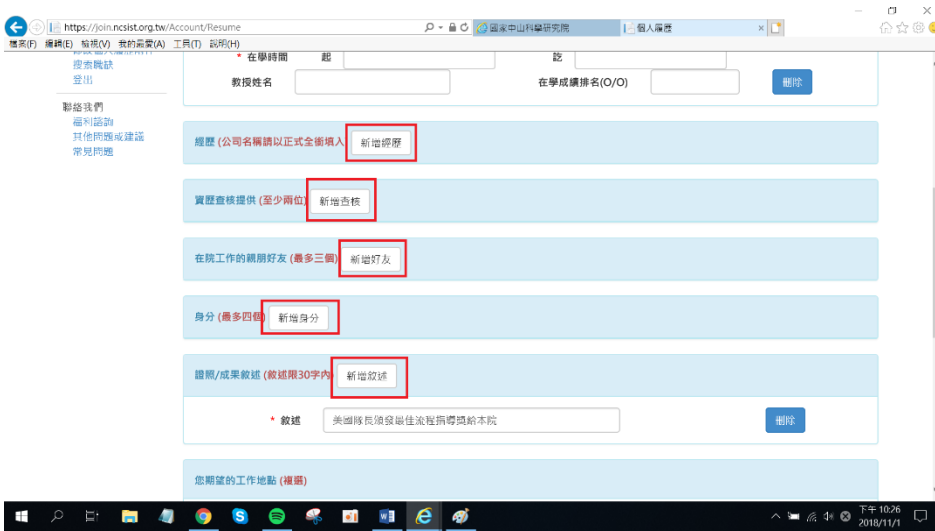 https://join.ncsist.org.tw/Account/Resume
國家中山科學研究院
個人履歷
檔案(F) 編輯(E) 檢視(V) 我的最愛(A) 工具(T) 說明(H)
搜索職缺
登出
聯絡我們
福利諮詢
其他問題或建議
常見問題
* 在學時間 起 訖
教授姓名 在學成績排名(O/O) 刪除
經歷 (公司名稱請以正式全銜填入 新增經歷
實歷查核提供 (至少兩位) 新增查核
在院工作的親朋好友 (最多三個) 新增好友
身分 (最多四個) 新增身分
證照/成果敘述 (敘述限30字內) 新增敘述
* 敘述 美國隊長頒發最佳流程指導獎給本院 刪除
您期望的工作地點 (複選)
下午 10:26
2018/11/1